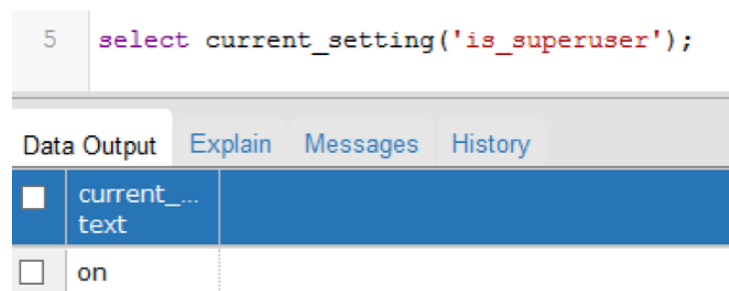 5 select current_setting('is_superuser');
Data Output Explain Messages History
current_...
text
on